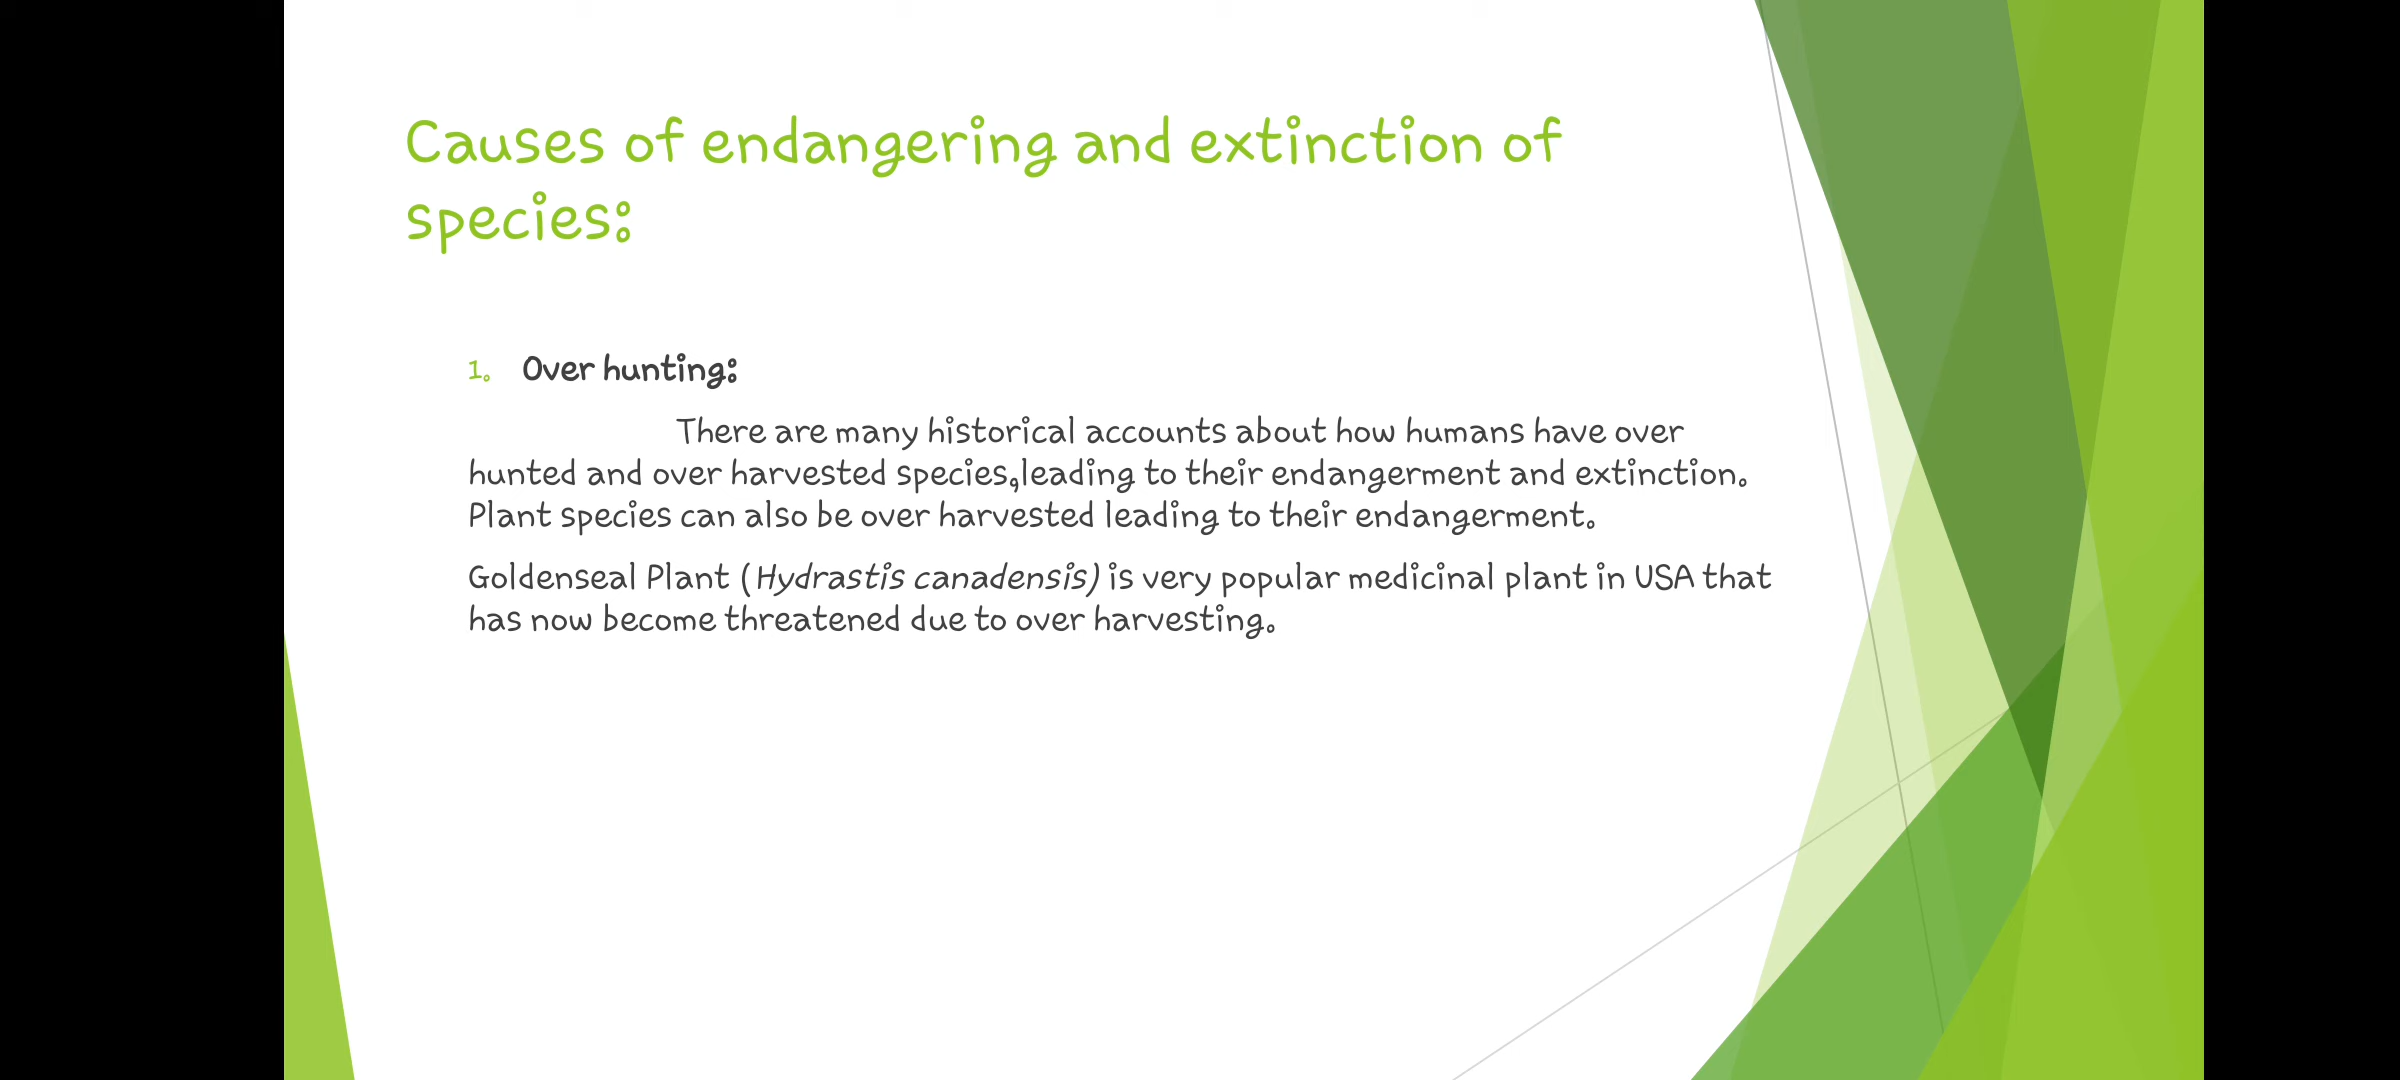 Causes of endangering and extinction of
species:
1. Over hunting:
There are many historical accounts about how humans have over
hunted and over harvested species,leading to their endangerment and extinction.
Plant species can also be over harvested leading to their endangerment.
Goldenseal Plant (Hydrastis canadensis) is very popular medicinal plant in USA that
has now become threatened due to over harvesting.